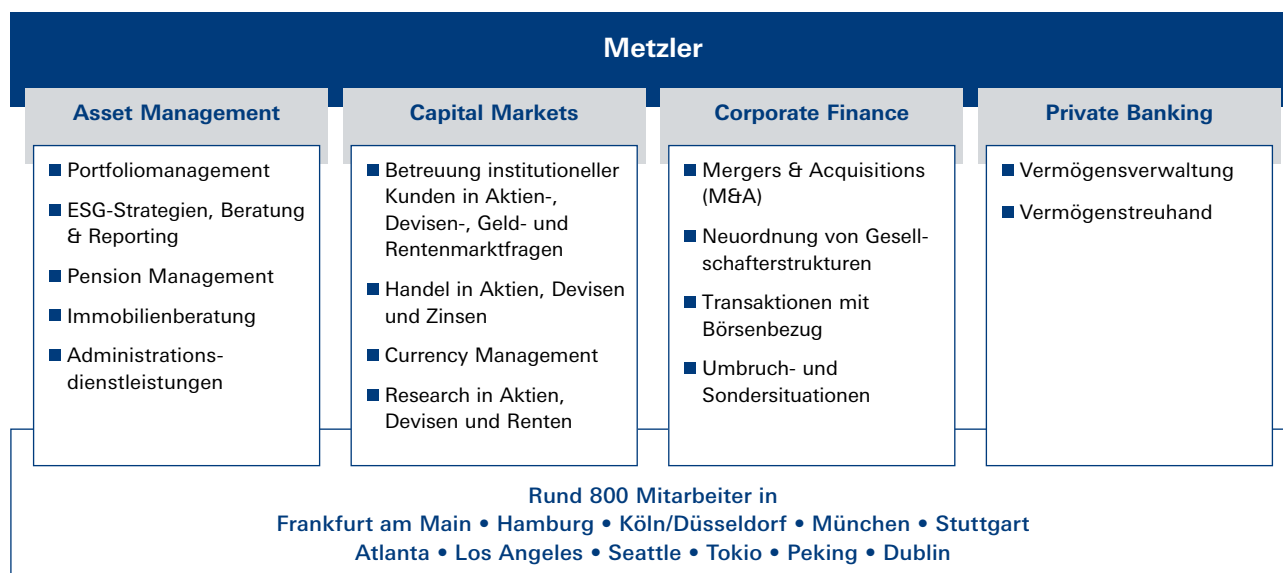 Metzler
Asset Management
■ Portfoliomanagement
■ ESG-Strategien, Beratung
& Reporting
■ Pension Management
■ Immobilienberatung
■ Administrations-
dienstleistungen
Capital Markets
■ Betreuung institutioneller
Kunden in Aktien-,
Devisen-, Geld- und
Rentenmarktfragen
■ Handel in Aktien, Devisen
und Zinsen
■ Currency Management
■ Research in Aktien,
Devisen und Renten
Corporate Finance
■ Mergers & Acquisitions
(M&A)
■ Neuordnung von Gesell-
schafterstrukturen
■ Transaktionen mit
Börsenbezug
■ Umbruch- und
Sondersituationen
Private Banking
■ Vermögensverwaltung
■ Vermögenstreuhand
Rund 800 Mitarbeiter in
Frankfurt am Main • Hamburg • Köln/Düsseldorf • München • Stuttgart
Atlanta • Los Angeles • Seattle • Tokio • Peking • Dublin